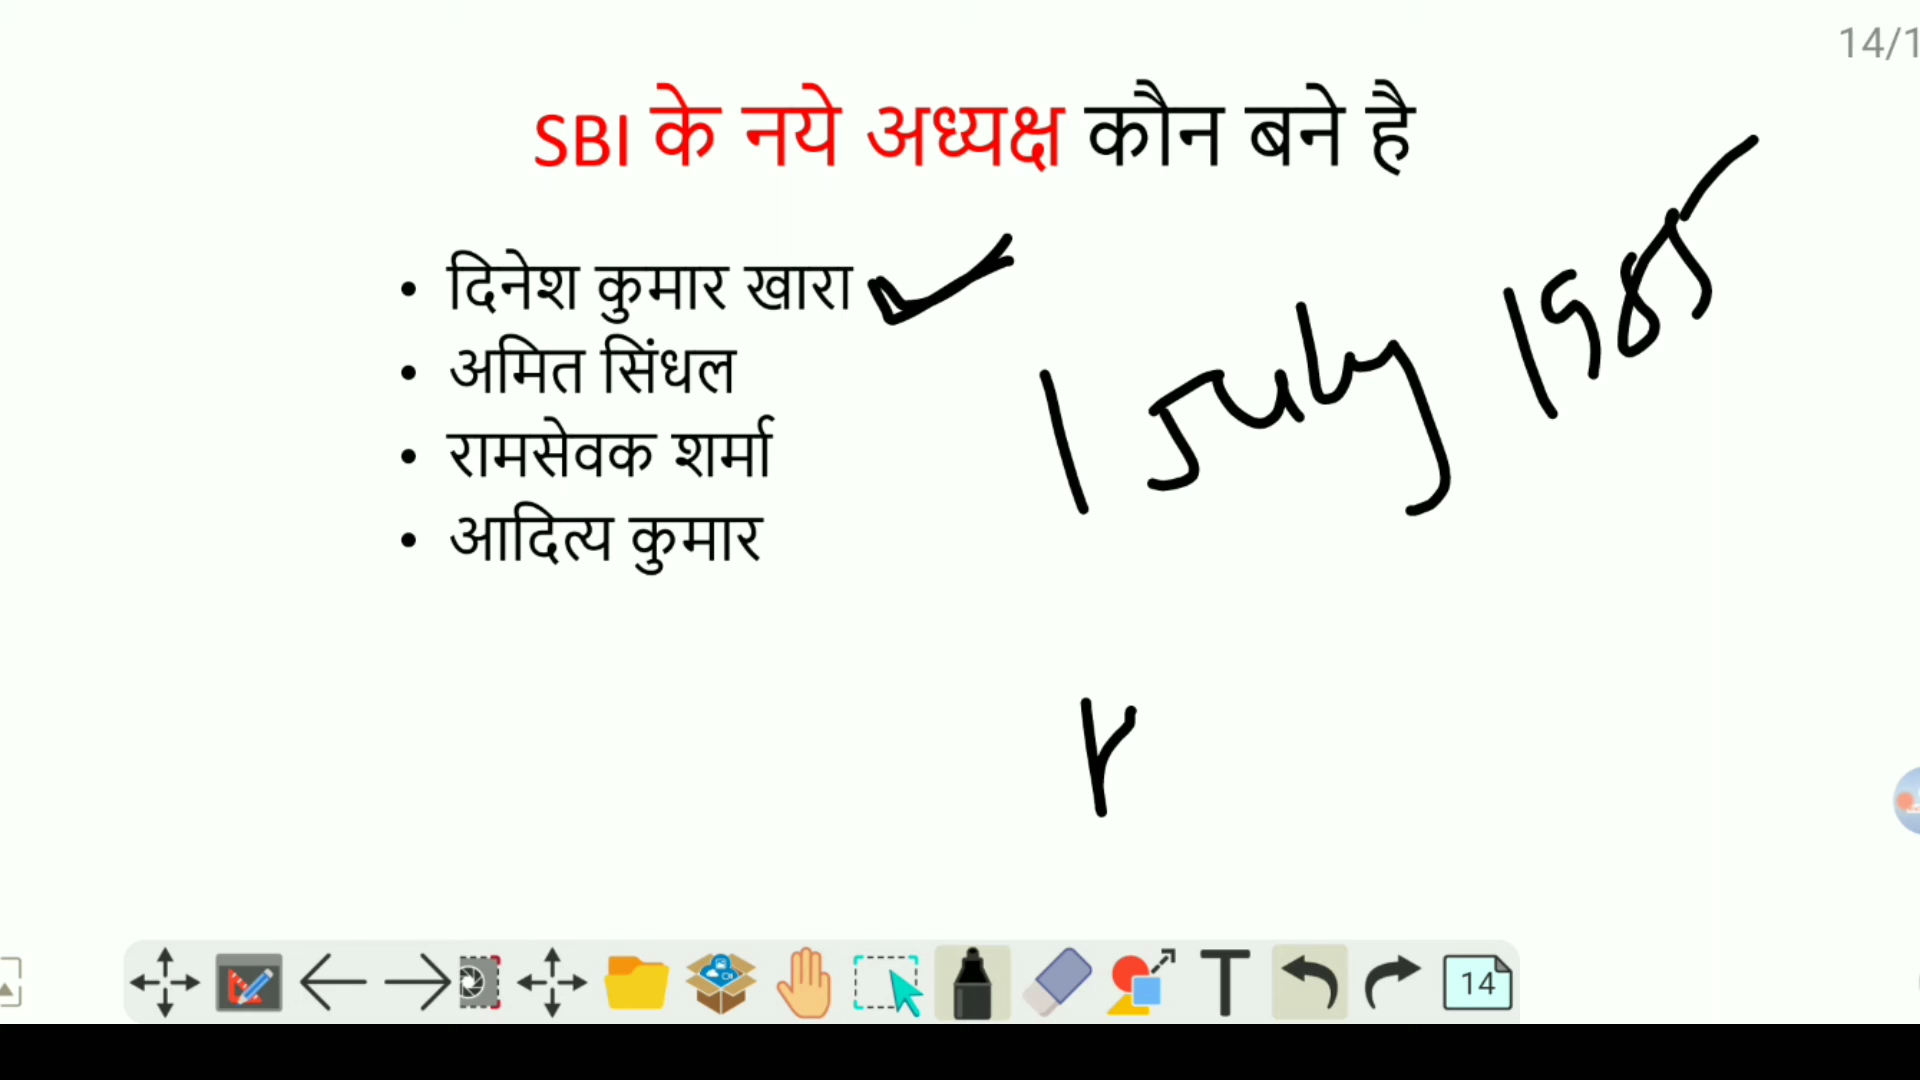 14/1
SBI के नये अध्यक्ष कौन बने है
• दिनेश कुमार खारा
• अमित सिंधल
• रामसेवक शर्मा
• आदित्य कुमार
1 July 1985
14